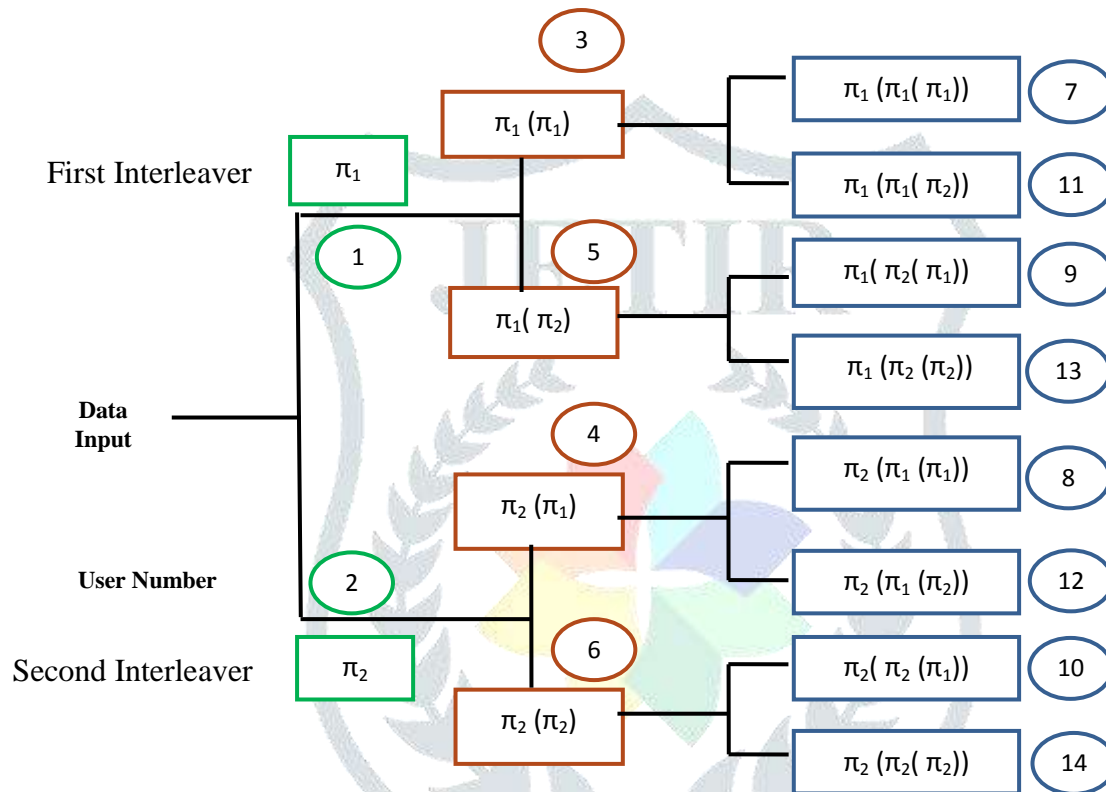 3
π₁ (π₁( π₁))
7
π₁ (π₁)
First Interleaver
π₁
π₁ (π₁( π₂))
11
JETIR
1
5
π₁( π₂( π₁))
9
π₁( π₂)
π₁ (π₂ (π₂))
13
Data
Input
4
π₂ (π₁ (π₁))
8
π₂ (π₁)
User Number
2
π₂ (π₁ (π₂))
12
Second Interleaver
π₂
6
π₂( π₂ (π₁))
10
π₂ (π₂)
π₂ (π₂( π₂))
14